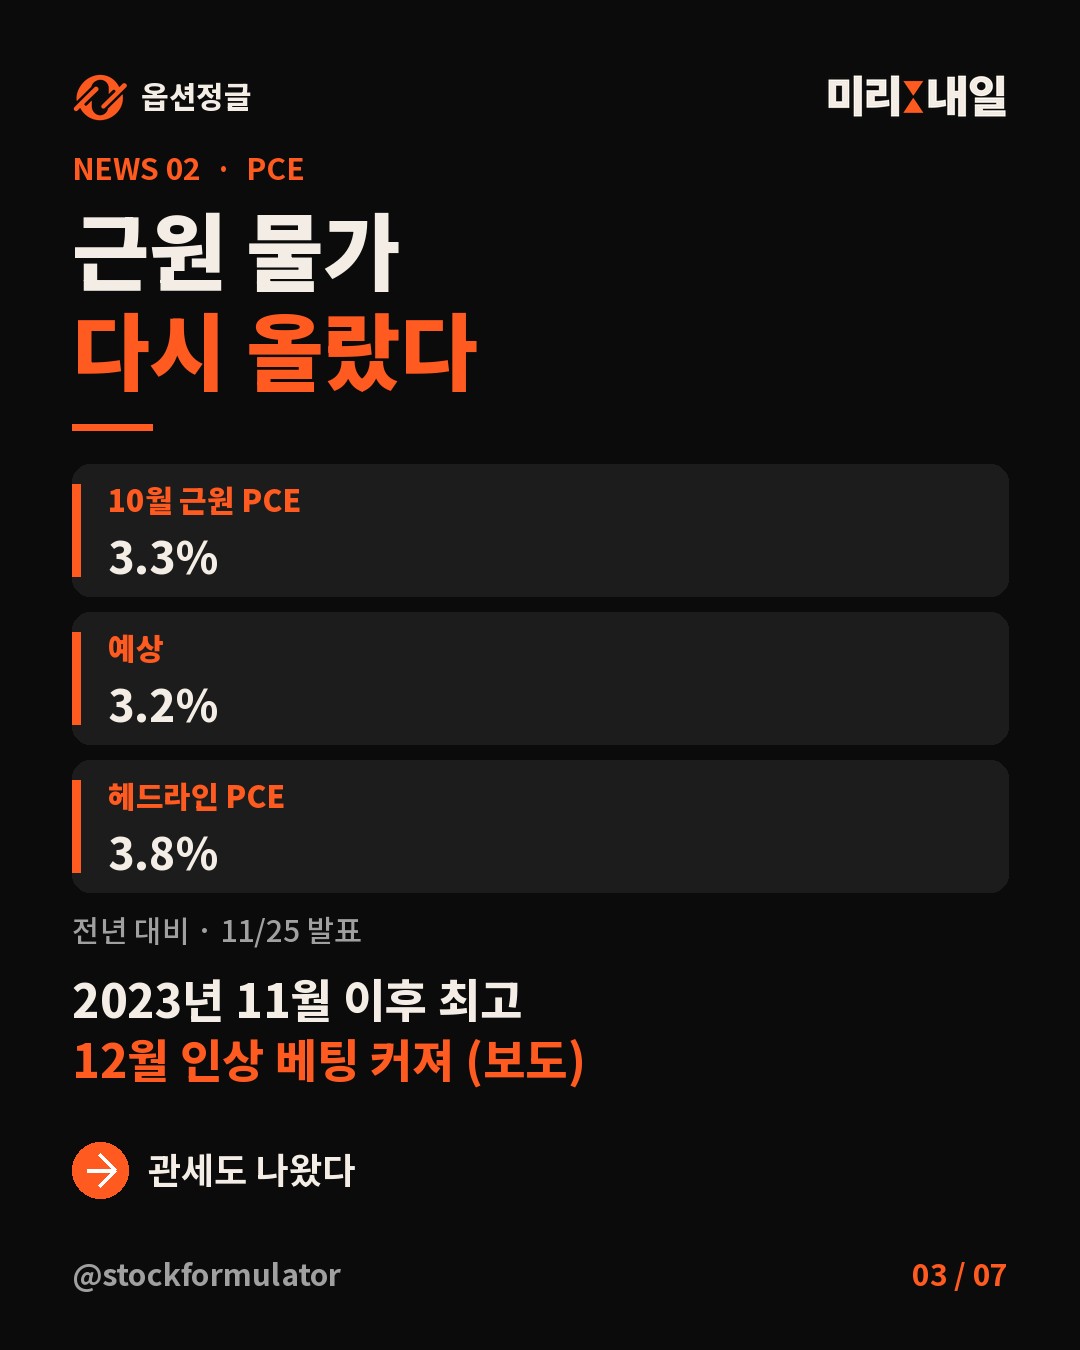 옵션정글
미리내일
NEWS 02 · PCE
근원 물가
다시 올랐다
10월 근원 PCE
3.3%
예상
3.2%
헤드라인 PCE
3.8%
전년 대비 · 11/25 발표
2023년 11월 이후 최고
12월 인상 베팅 커져 (보도)
관세도 나왔다
@stockformulator
03 / 07